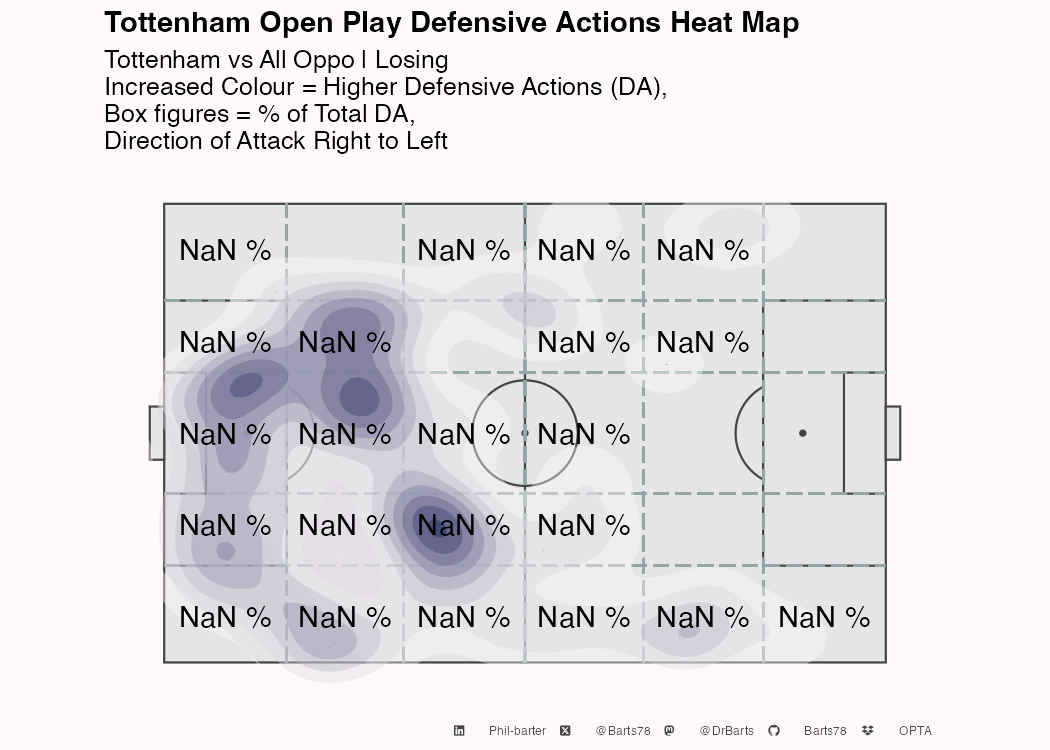 Tottenham Open Play Defensive Actions Heat Map
Tottenham vs All Oppo | Losing
Increased Colour = Higher Defensive Actions (DA),
Box figures = % of Total DA,
Direction of Attack Right to Left
NaN % NaN % NaN % NaN %
NaN % NaN % NaN % NaN %
NaN % NaN % NaN % NaN %
NaN % NaN % NaN % NaN %
NaN % NaN % NaN % NaN % NaN % NaN %
Phil-barter @Barts78 @DrBarts Barts78 OPTA